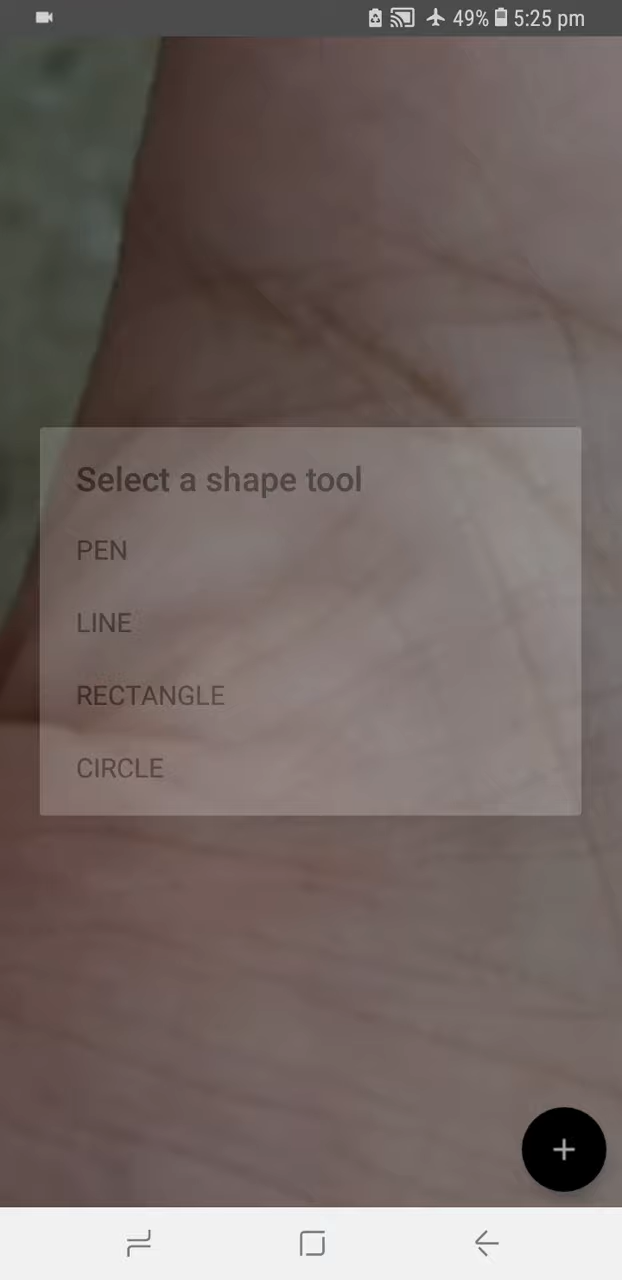 49% 5:25 pm
Select a shape tool
PEN
LINE
RECTANGLE
CIRCLE
+